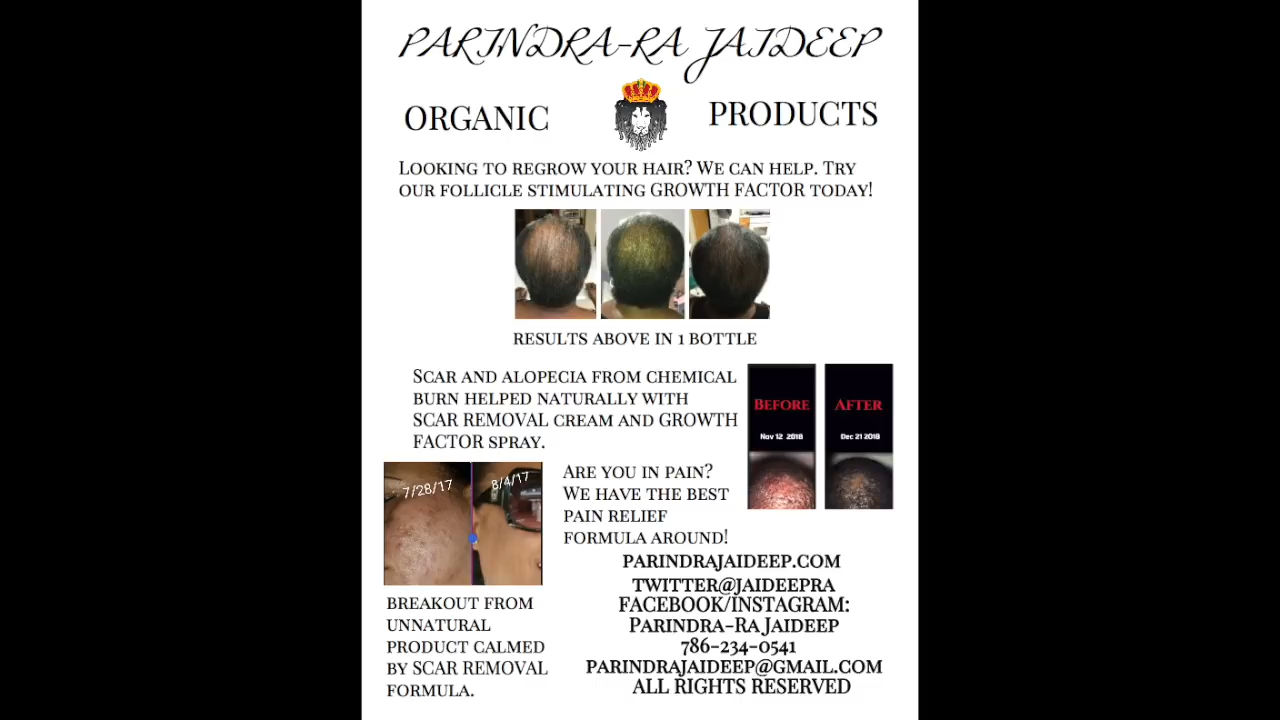 PARINDRA-RA JAIDEEP
ORGANIC PRODUCTS
LOOKING TO REGROW YOUR HAIR? WE CAN HELP. TRY
OUR FOLLICLE STIMULATING GROWTH FACTOR TODAY!
RESULTS ABOVE IN 1 BOTTLE
SCAR AND ALOPECIA FROM CHEMICAL
BURN HELPED NATURALLY WITH
SCAR REMOVAL CREAM AND GROWTH
FACTOR SPRAY.
BEFORE
Nov 12 2018
AFTER
Dec 21 2018
7/28/17
8/4/17
BREAKOUT FROM
UNNATURAL
PRODUCT CALMED
BY SCAR REMOVAL
FORMULA.
ARE YOU IN PAIN?
WE HAVE THE BEST
PAIN RELIEF
FORMULA AROUND!
PARINDRAJAIDEEP.COM
TWITTER@JAIDEEPRA
FACEBOOK/INSTAGRAM:
PARINDRA-RA JAIDEEP
786-234-0541
PARINDRAJAIDEEP@GMAIL.COM
ALL RIGHTS RESERVED